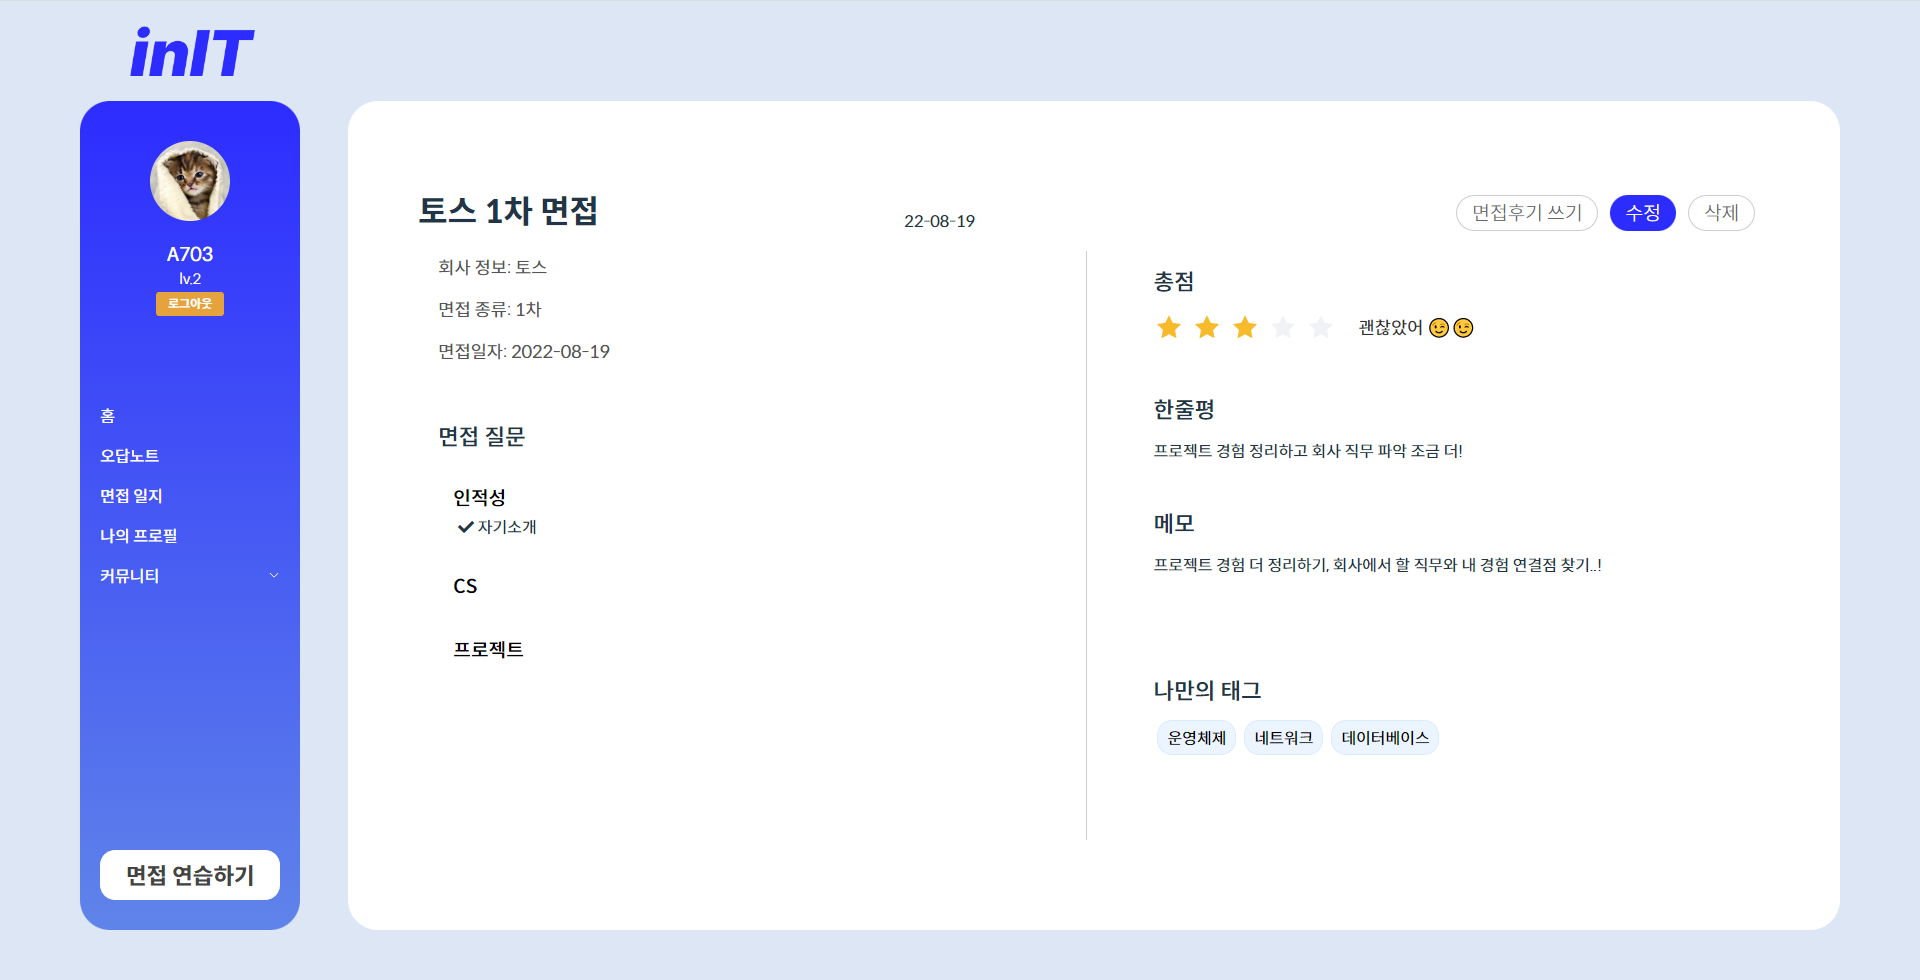 inIT
A703
lv.2
로그아웃
홈
오답노트
면접 일지
나의 프로필
커뮤니티
면접 연습하기
토스 1차 면접
22-08-19
면접후기 쓰기
수정
삭제
회사 정보: 토스
면접 종류: 1차
면접일자: 2022-08-19
면접 질문
인적성
자기소개
CS
프로젝트
총점
괜찮았어 😉😉
한줄평
프로젝트 경험 정리하고 회사 직무 파악 조금 더!
메모
프로젝트 경험 더 정리하기, 회사에서 할 직무와 내 경험 연결점 찾기..!
나만의 태그
운영체제
네트워크
데이터베이스